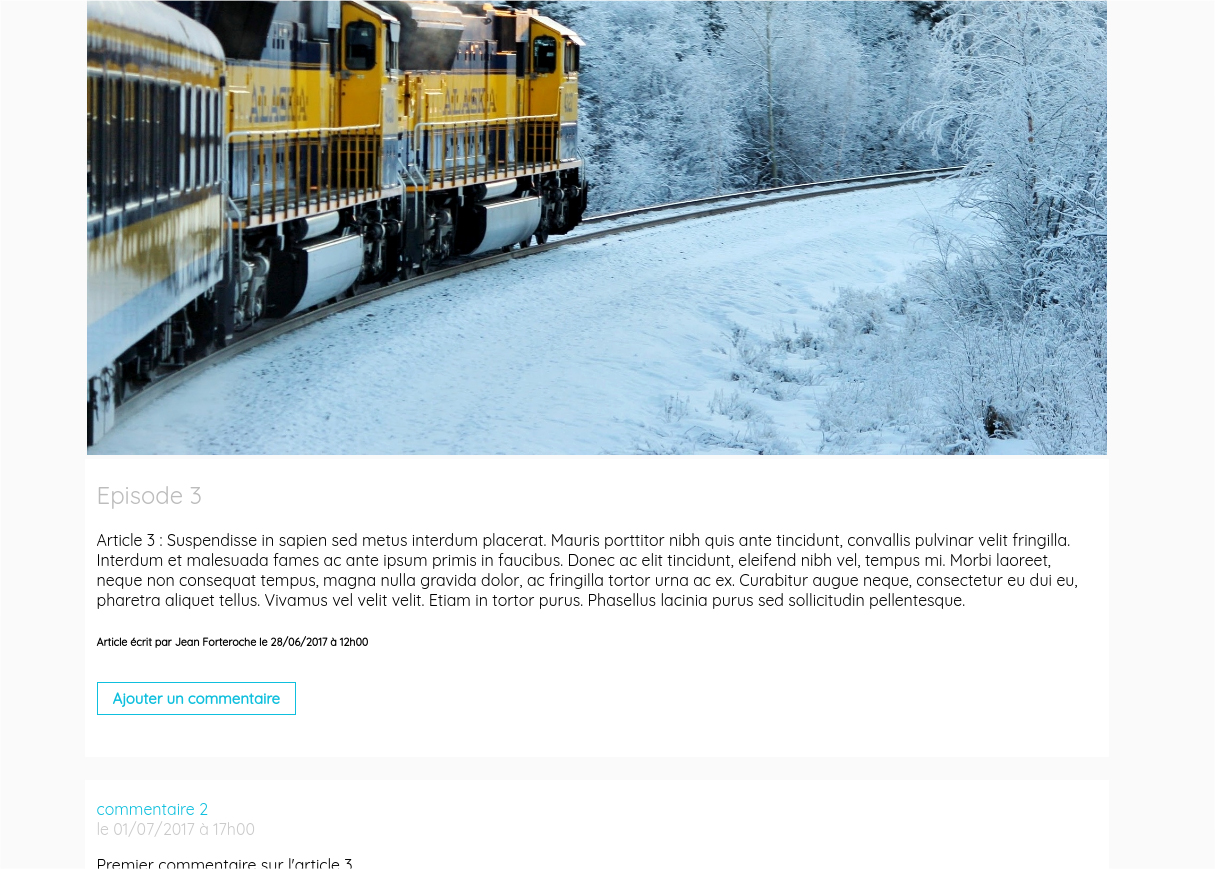 ALASKA
ALASKA
Episode 3
Article 3 : Suspendisse in sapien sed metus interdum placerat. Mauris porttitor nibh quis ante tincidunt, convallis pulvinar velit fringilla.
Interdum et malesuada fames ac ante ipsum primis in faucibus. Donec ac elit tincidunt, eleifend nibh vel, tempus mi. Morbi laoreet,
neque non consequat tempus, magna nulla gravida dolor, ac fringilla tortor urna ac ex. Curabitur augue neque, consectetur eu dui eu,
pharetra aliquet tellus. Vivamus vel velit velit. Etiam in tortor purus. Phasellus lacinia purus sed sollicitudin pellentesque.
Article écrit par Jean Forteroche le 28/06/2017 à 12h00
Ajouter un commentaire
commentaire 2
le 01/07/2017 à 17h00
Premier commentaire sur l'article 3